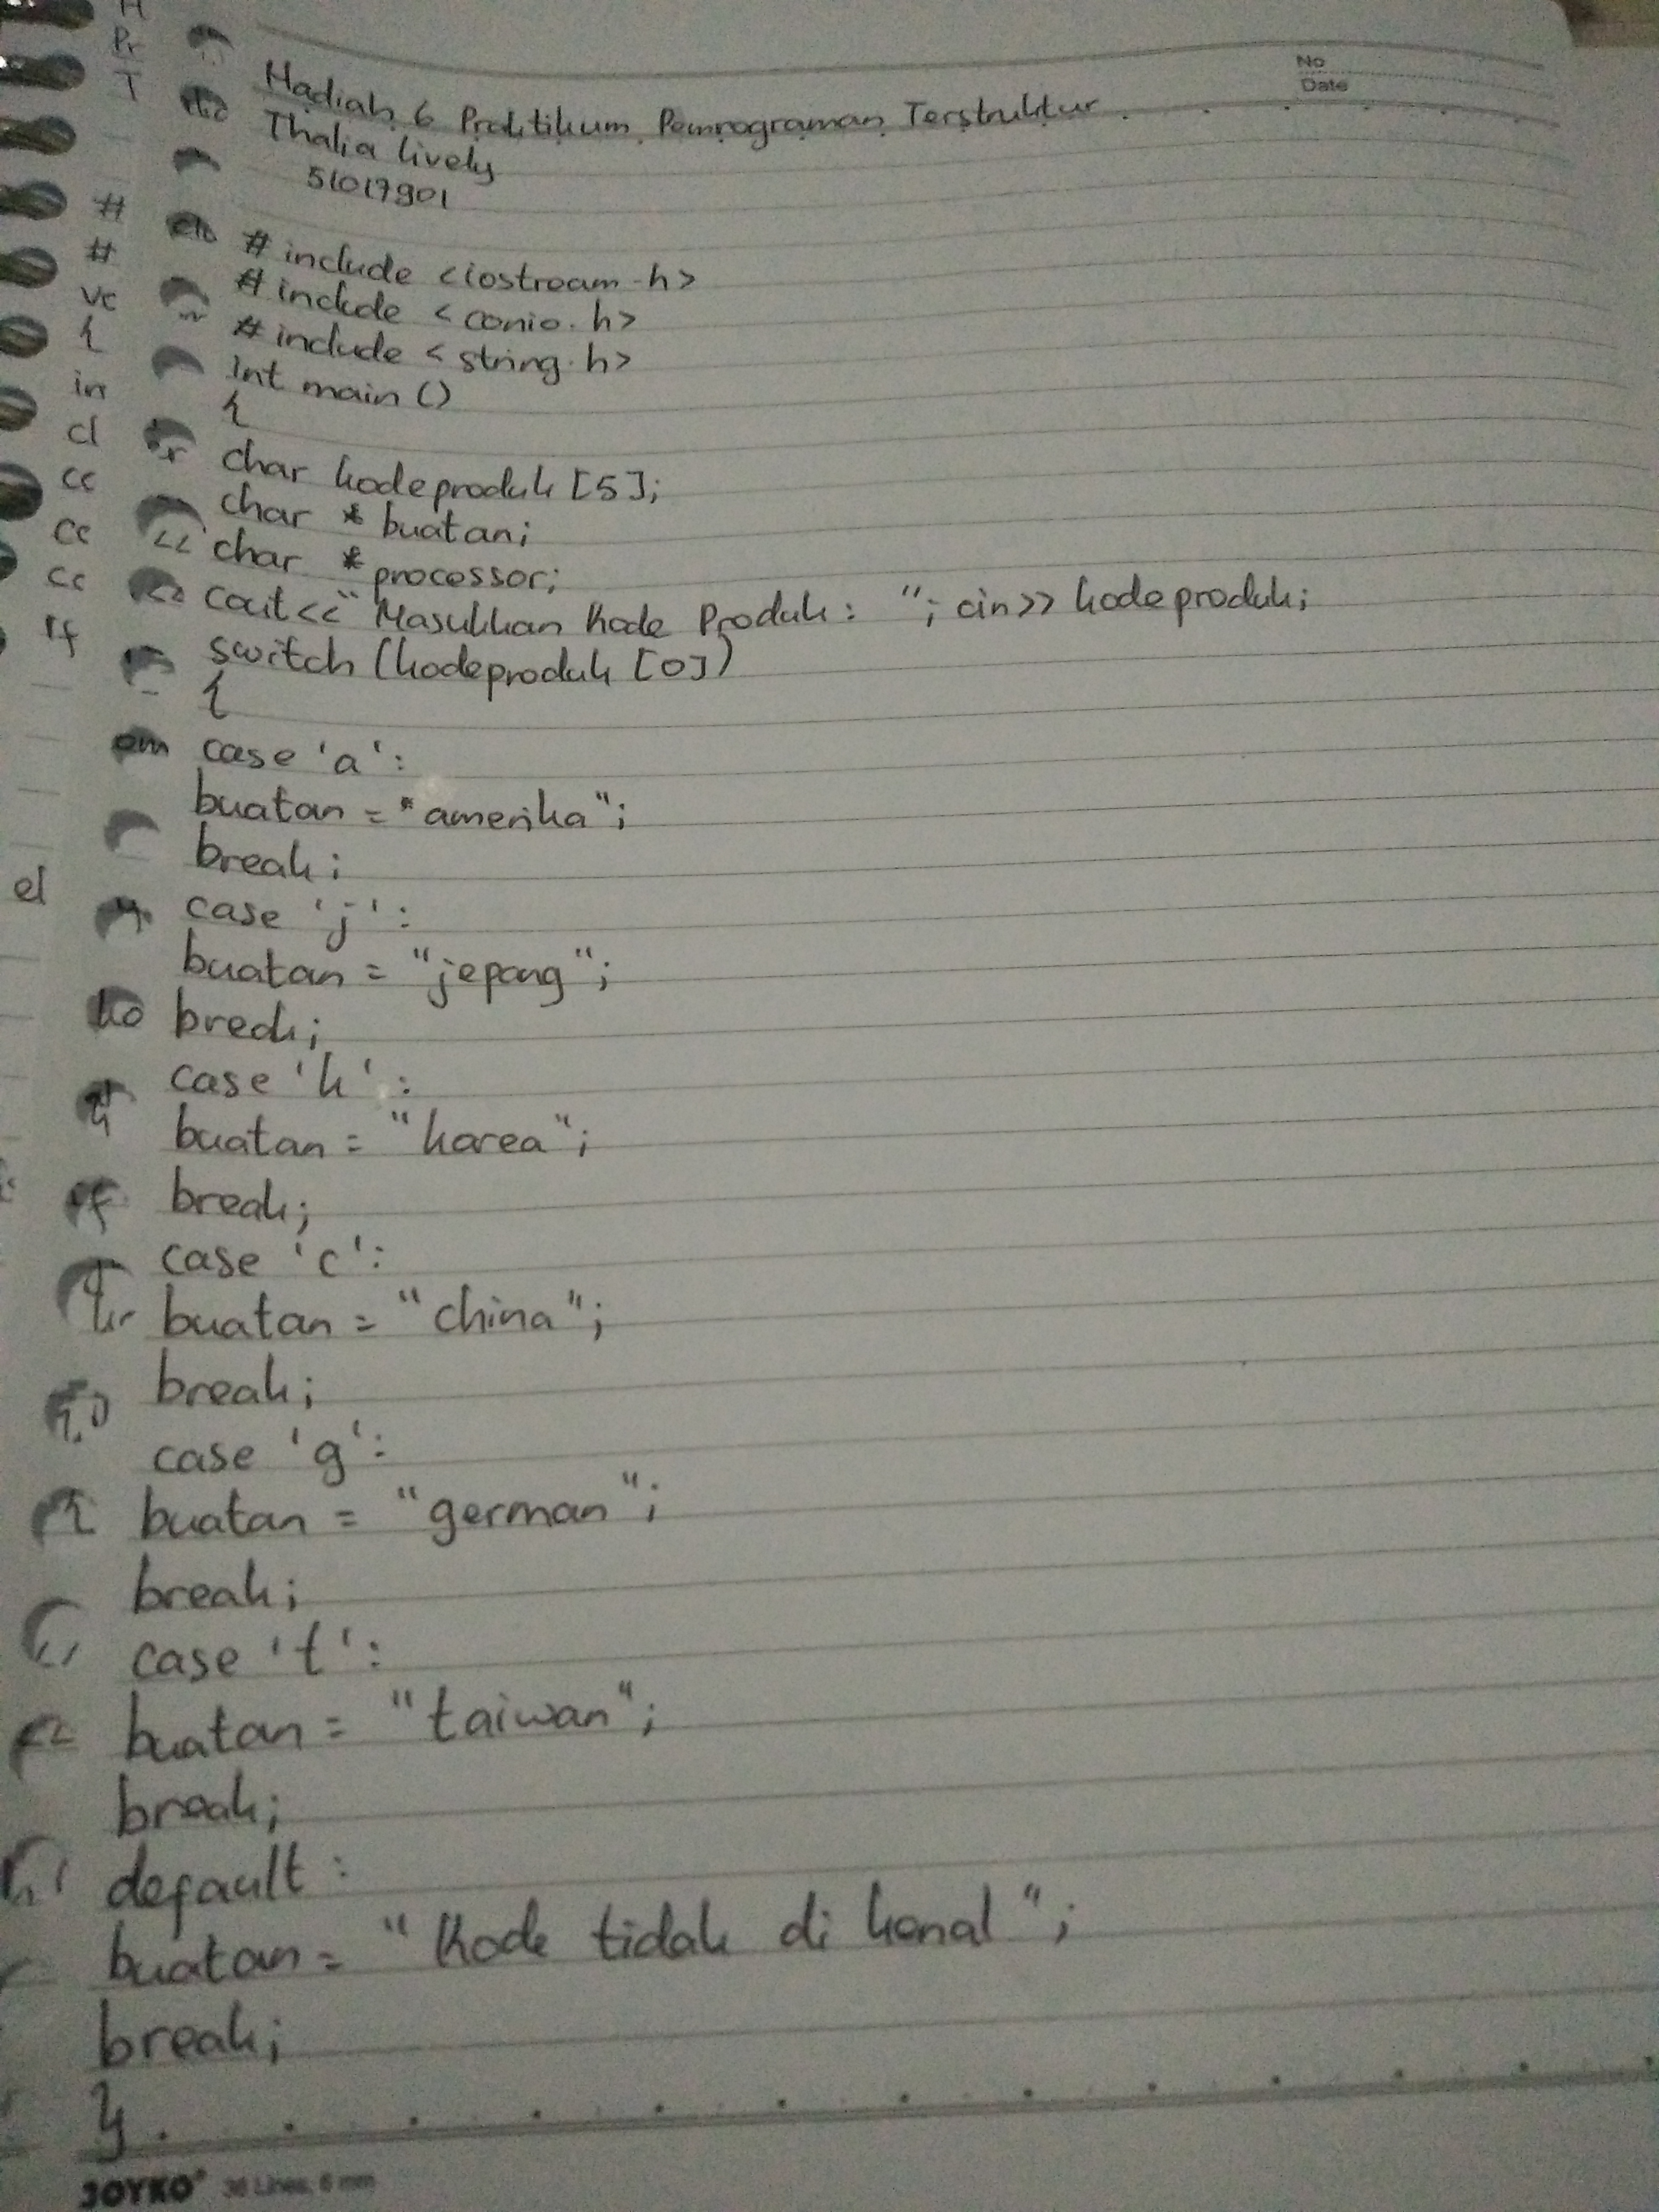 No
Date
Hadiah 6 Praktikum Pemrograman Terstruktur
Thalia lively
51017901
#include <iostream.h>
#include <conio.h>
#include <string.h>
int main ()
{
char kodeproduk [5];
char * buatan;
char * processor;
cout<<"Masukkan Kode Produk: "; cin>> kodeproduk;
switch (kodeproduk [0])
{
case 'a':
buatan = "amerika";
break;
case 'j':
buatan = "jepang";
break;
case 'k':
buatan = "korea";
break;
case 'c':
buatan = "china";
break;
case 'g':
buatan = "german";
break;
case 't':
buatan = "taiwan";
break;
default:
buatan = "Kode tidak di kenal";
break;
}
JOYKO 36 Lines, 6 mm